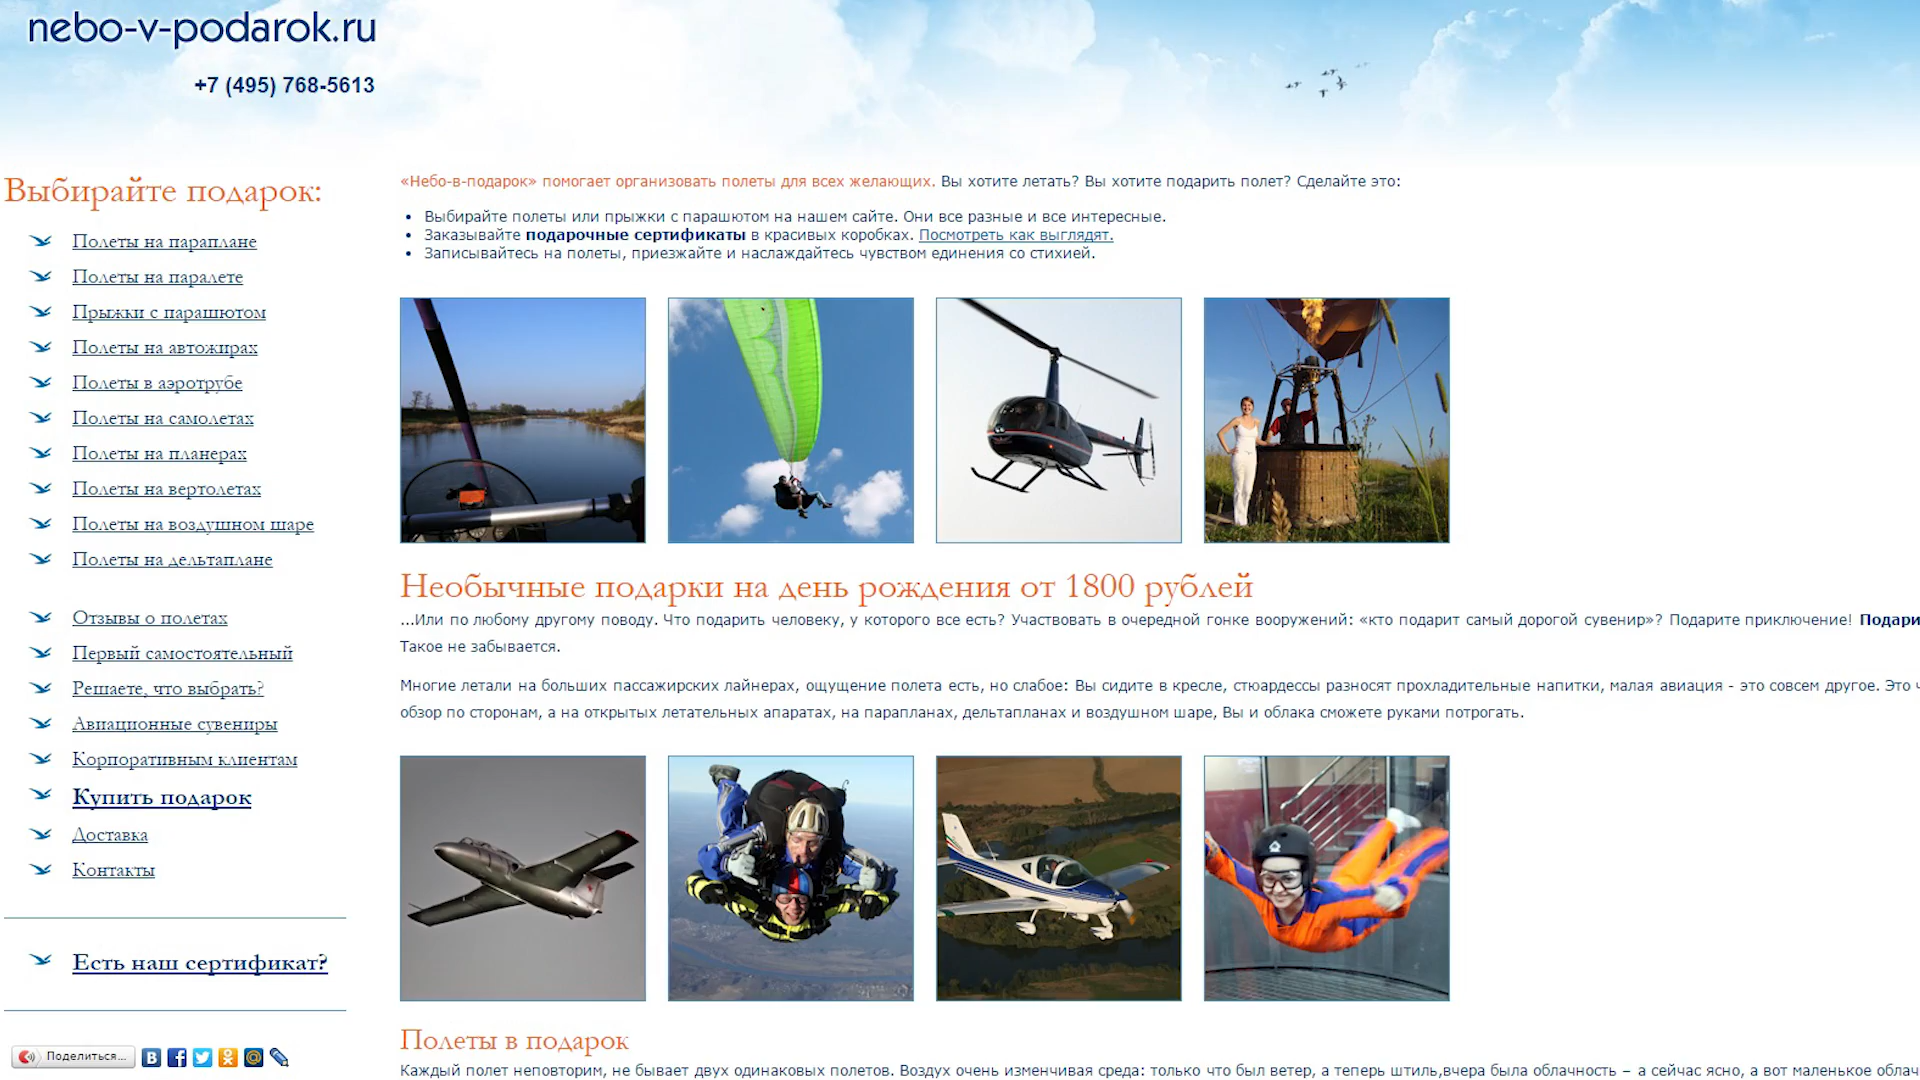 nebo-v-podarok.ru
+7 (495) 768-5613
Выбирайте подарок:
Полеты на параплане
Полеты на паралете
Прыжки с парашютом
Полеты на автожирах
Полеты в аэротрубе
Полеты на самолетах
Полеты на планерах
Полеты на вертолетах
Полеты на воздушном шаре
Полеты на дельтаплане
Отзывы о полетах
Первый самостоятельный
Решаете, что выбрать?
Авиационные сувениры
Корпоративным клиентам
Купить подарок
Доставка
Контакты
Есть наш сертификат?
Поделиться...
«Небо-в-подарок» помогает организовать полеты для всех желающих. Вы хотите летать? Вы хотите подарить полет? Сделайте это:
Выбирайте полеты или прыжки с парашютом на нашем сайте. Они все разные и все интересные.
Заказывайте подарочные сертификаты в красивых коробках. Посмотреть как выглядят.
Записывайтесь на полеты, приезжайте и наслаждайтесь чувством единения со стихией.
Необычные подарки на день рождения от 1800 рублей
...Или по любому другому поводу. Что подарить человеку, у которого все есть? Участвовать в очередной гонке вооружений: «кто подарит самый дорогой сувенир»? Подарите приключение! Подари
Такое не забывается.
Многие летали на больших пассажирских лайнерах, ощущение полета есть, но слабое: Вы сидите в кресле, стюардессы разносят прохладительные напитки, малая авиация - это совсем другое. Это ч
обзор по сторонам, а на открытых летательных апаратах, на парапланах, дельтапланах и воздушном шаре, Вы и облака сможете руками потрогать.
Полеты в подарок
Каждый полет неповторим, не бывает двух одинаковых полетов. Воздух очень изменчивая среда: только что был ветер, а теперь штиль,вчера была облачность – а сейчас ясно, а вот маленькое облач